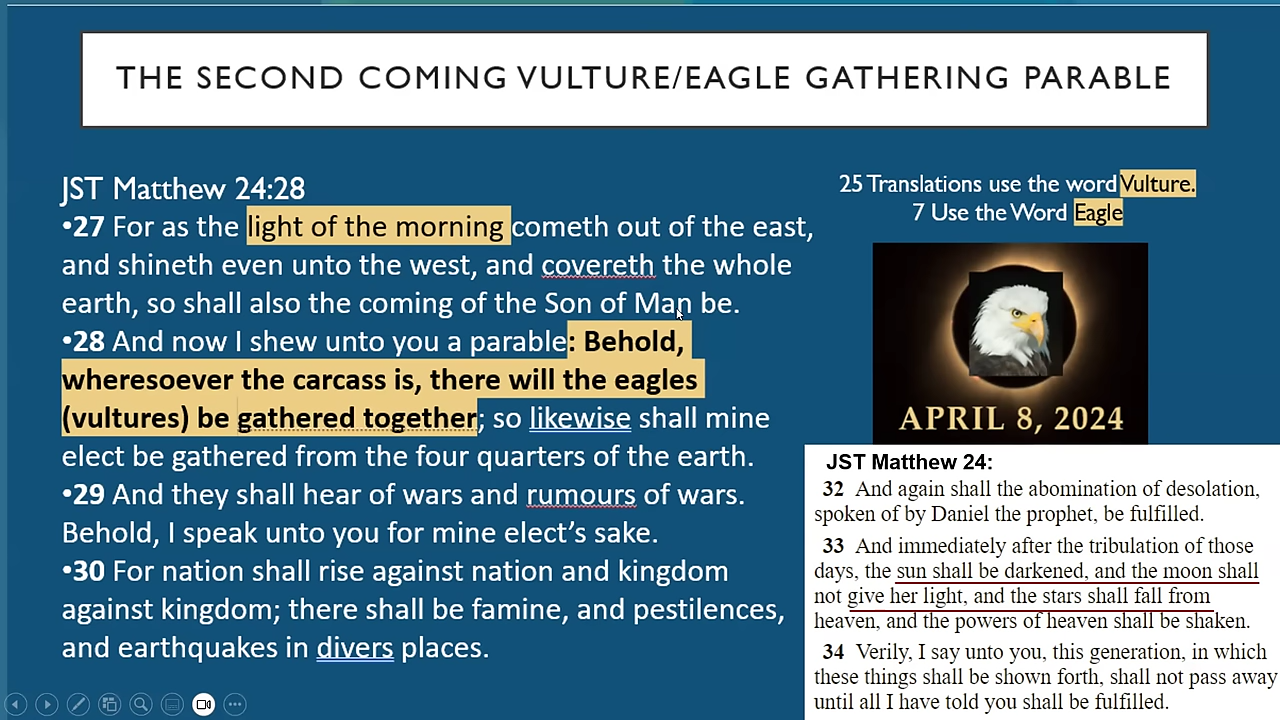 THE SECOND COMING VULTURE/EAGLE GATHERING PARABLE
JST Matthew 24:28
•27 For as the light of the morning cometh out of the east,
and shineth even unto the west, and covereth the whole
earth, so shall also the coming of the Son of Man be.
•28 And now I shew unto you a parable: Behold,
wheresoever the carcass is, there will the eagles
(vultures) be gathered together; so likewise shall mine
elect be gathered from the four quarters of the earth.
•29 And they shall hear of wars and rumours of wars.
Behold, I speak unto you for mine elect’s sake.
•30 For nation shall rise against nation and kingdom
against kingdom; there shall be famine, and pestilences,
and earthquakes in divers places.
25 Translations use the word Vulture.
7 Use the Word Eagle
APRIL 8, 2024
JST Matthew 24:
32 And again shall the abomination of desolation,
spoken of by Daniel the prophet, be fulfilled.
33 And immediately after the tribulation of those
days, the sun shall be darkened, and the moon shall
not give her light, and the stars shall fall from
heaven, and the powers of heaven shall be shaken.
34 Verily, I say unto you, this generation, in which
these things shall be shown forth, shall not pass away
until all I have told you shall be fulfilled.